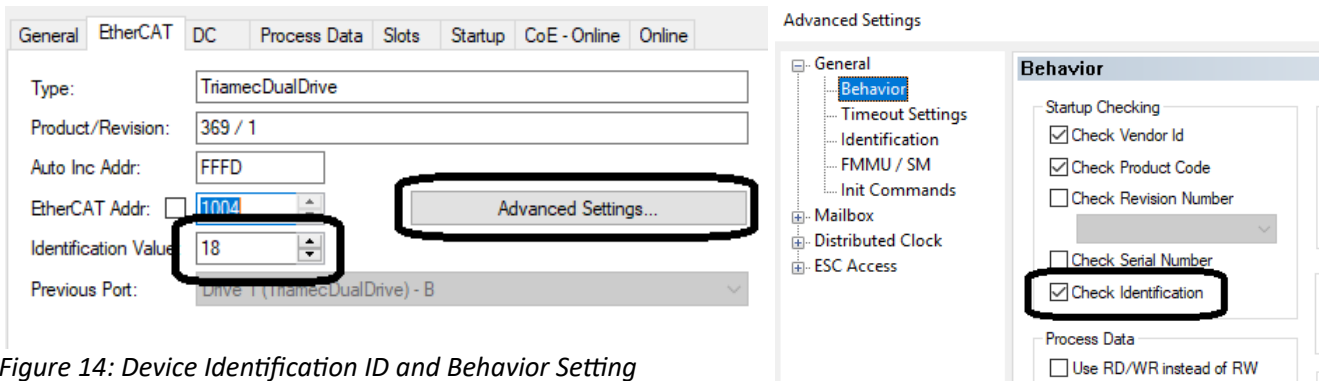 General EtherCAT DC Process Data Slots Startup CoE - Online Online
Type: TriamecDualDrive
Product/Revision: 369 / 1
Auto Inc Addr: FFFD
EtherCAT Addr: 1004 Advanced Settings...
Identification Value 18
Previous Port: Drive 1 (TriamecDualDrive) - B
Figure 14: Device Identification ID and Behavior Setting
Advanced Settings
General
Behavior
Timeout Settings
Identification
FMMU / SM
Init Commands
Mailbox
Distributed Clock
ESC Access
Behavior
Startup Checking
Check Vendor Id
Check Product Code
Check Revision Number
Check Serial Number
Check Identification
Process Data
Use RD/WR instead of RW